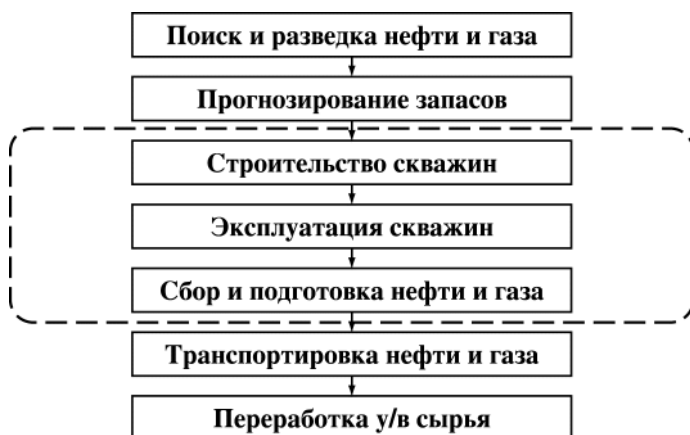 Поиск и разведка нефти и газа
Прогнозирование запасов
Строительство скважин
Эксплуатация скважин
Сбор и подготовка нефти и газа
Транспортировка нефти и газа
Переработка у/в сырья